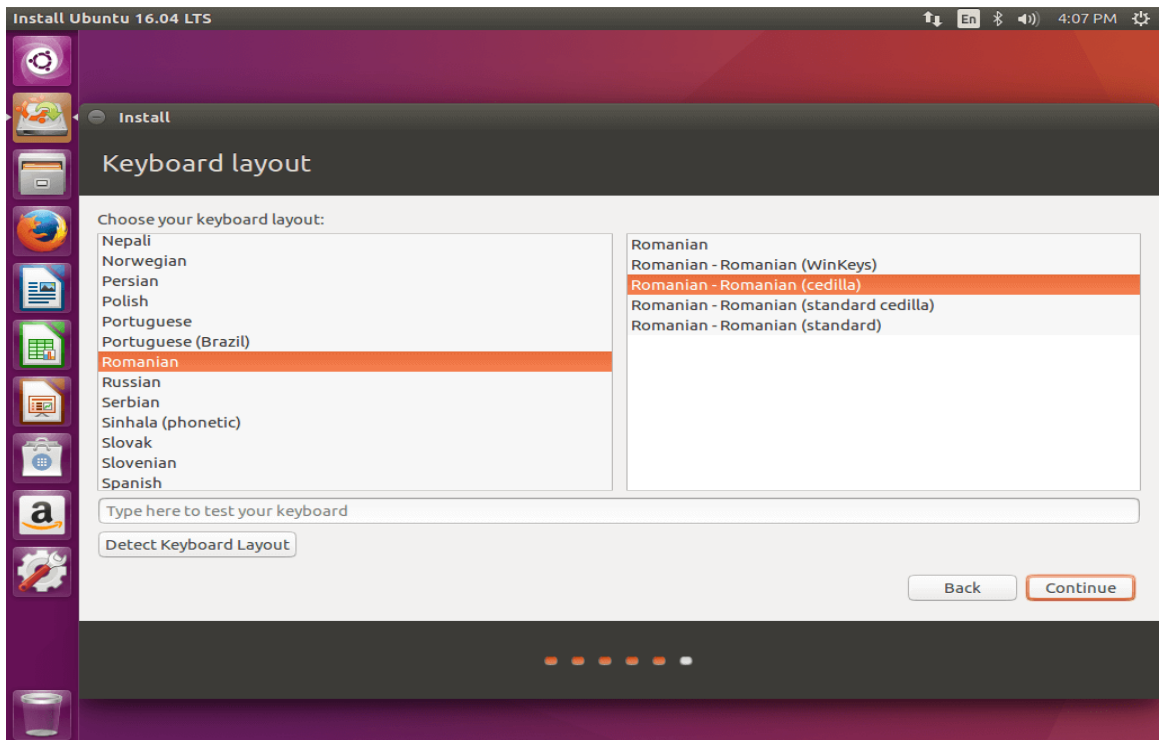 Install Ubuntu 16.04 LTS
En
4:07 PM
Install
Keyboard layout
Choose your keyboard layout:
Nepali
Norwegian
Persian
Polish
Portuguese
Portuguese (Brazil)
Romanian
Russian
Serbian
Sinhala (phonetic)
Slovak
Slovenian
Spanish
Romanian
Romanian - Romanian (WinKeys)
Romanian - Romanian (cedilla)
Romanian - Romanian (standard cedilla)
Romanian - Romanian (standard)
Type here to test your keyboard
Detect Keyboard Layout
Back
Continue
a